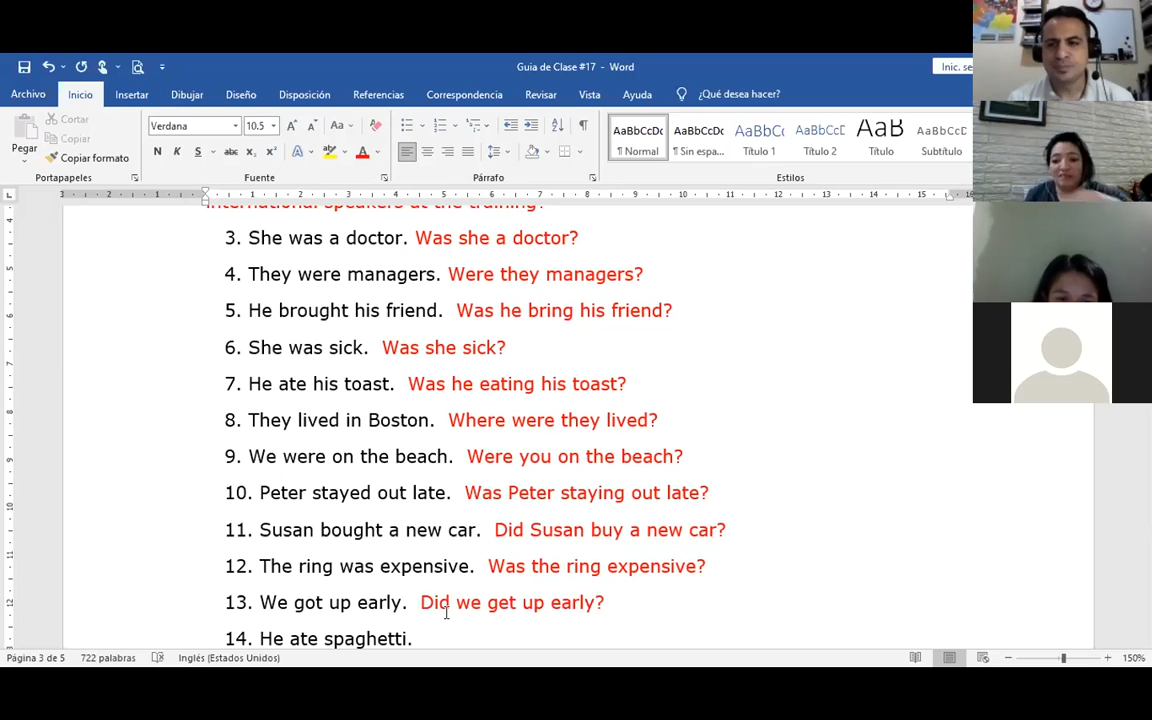 Guia de Clase #17 - Word
Inic. se
Archivo Inicio Insertar Dibujar Diseño Disposición Referencias Correspondencia Revisar Vista Ayuda ¿Qué desea hacer?
Pegar
Cortar
Copiar
Copiar formato
Portapapeles
Verdana 10.5
Fuente
Párrafo
AaBbCcDc AaBbCcDc AaBbCc AaBbCcD AaB AaBbCcD
¶ Normal ¶ Sin espa... Título 1 Título 2 Título Subtítulo
Estilos
international speakers at the training?
3. She was a doctor. Was she a doctor?
4. They were managers. Were they managers?
5. He brought his friend. Was he bring his friend?
6. She was sick. Was she sick?
7. He ate his toast. Was he eating his toast?
8. They lived in Boston. Where were they lived?
9. We were on the beach. Were you on the beach?
10. Peter stayed out late. Was Peter staying out late?
11. Susan bought a new car. Did Susan buy a new car?
12. The ring was expensive. Was the ring expensive?
13. We got up early. Did we get up early?
14. He ate spaghetti.
Página 3 de 5 722 palabras Inglés (Estados Unidos) 150%